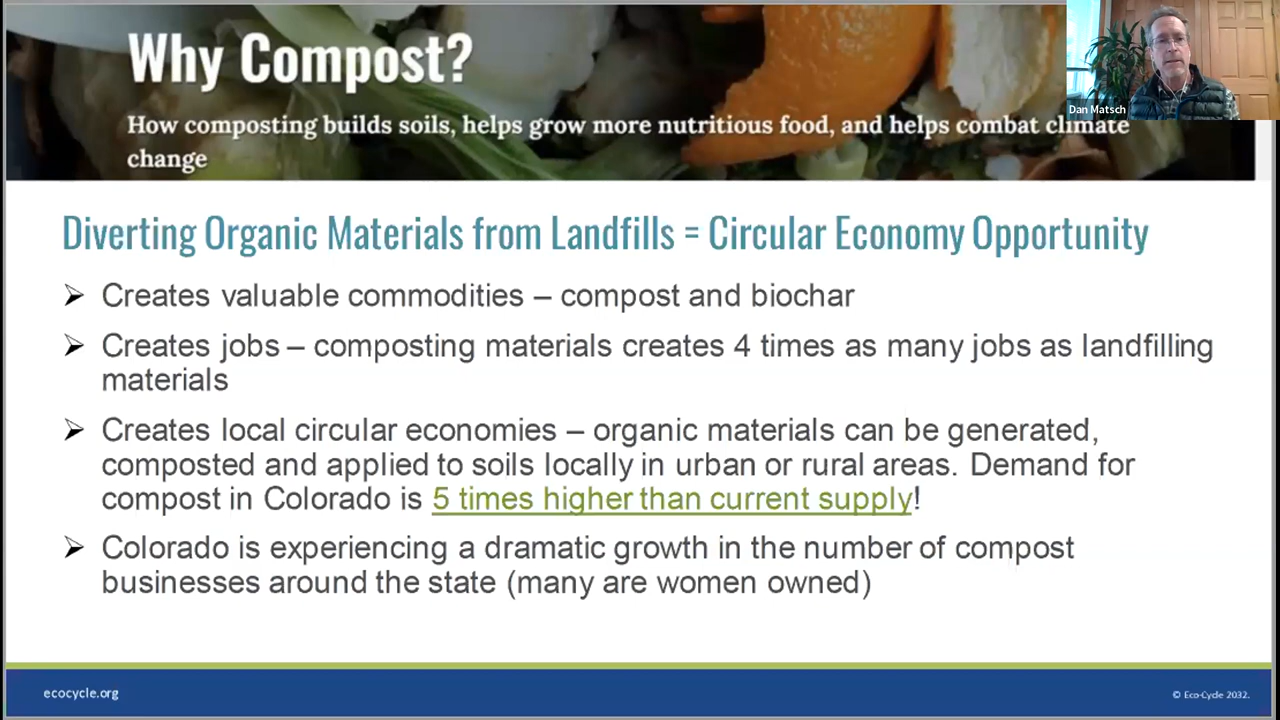 Why Compost?
How composting builds soils, helps grow more nutritious food, and helps combat climate
change
Dan Matsch
Diverting Organic Materials from Landfills = Circular Economy Opportunity
➢ Creates valuable commodities – compost and biochar
➢ Creates jobs – composting materials creates 4 times as many jobs as landfilling
materials
➢ Creates local circular economies – organic materials can be generated,
composted and applied to soils locally in urban or rural areas. Demand for
compost in Colorado is 5 times higher than current supply!
➢ Colorado is experiencing a dramatic growth in the number of compost
businesses around the state (many are women owned)
ecocycle.org
© Eco-Cycle 2032.